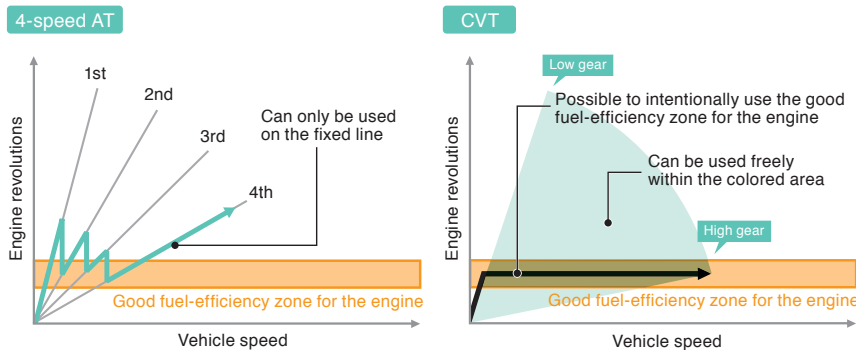 4-speed AT
Engine revolutions
1st
2nd
3rd
4th
Can only be used
on the fixed line
Good fuel-efficiency zone for the engine
Vehicle speed
CVT
Engine revolutions
Low gear
Possible to intentionally use the good
fuel-efficiency zone for the engine
Can be used freely
within the colored area
High gear
Good fuel-efficiency zone for the engine
Vehicle speed